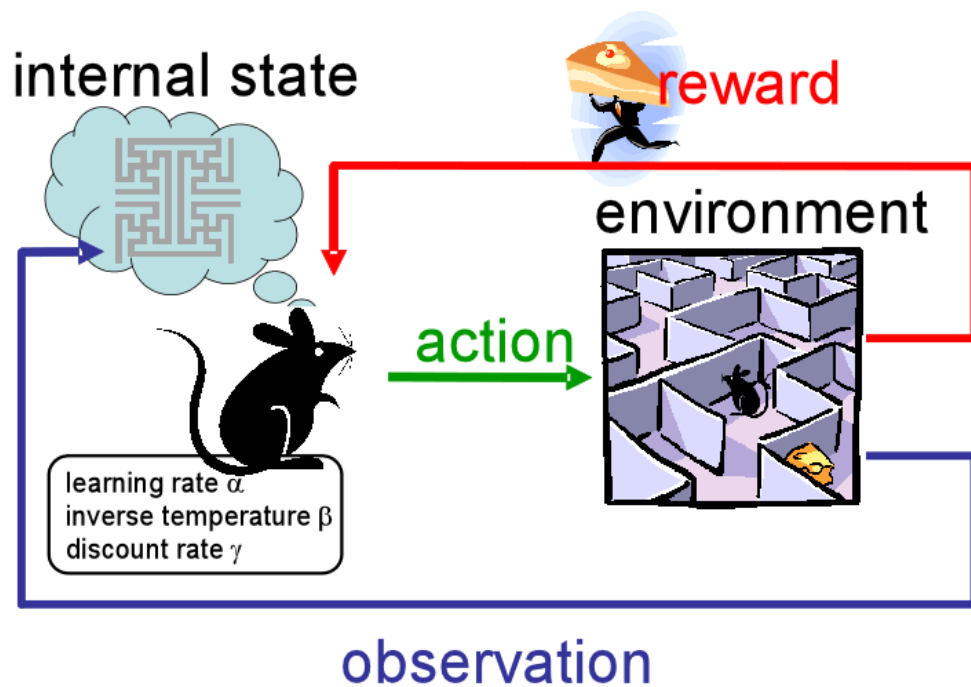 internal state
reward
environment
action
learning rate α
inverse temperature β
discount rate γ
observation